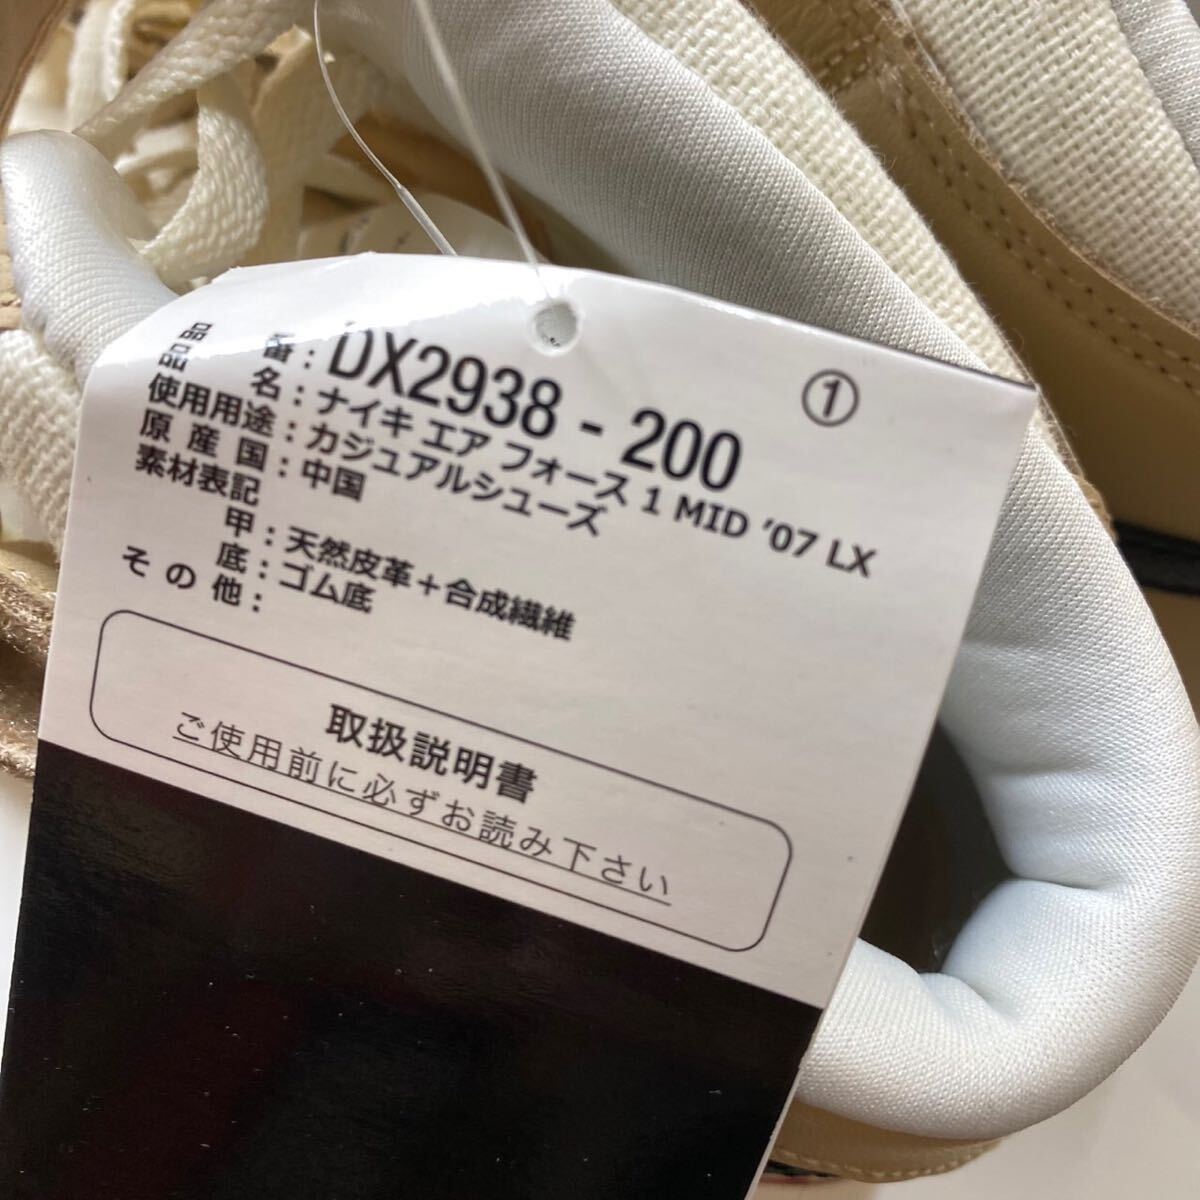 ①
品番：DX2938-200
品名：ナイキ エア フォース 1 MID '07 LX
使用用途：カジュアルシューズ
原産国：中国
素材表記
甲：天然皮革＋合成繊維
底：ゴム底
その他：
取扱説明書
ご使用前に必ずお読み下さい